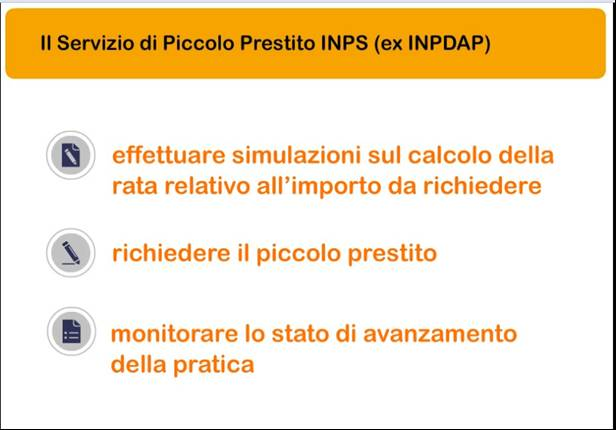 Il Servizio di Piccolo Prestito INPS (ex INPDAP)
effettuare simulazioni sul calcolo della
rata relativo all’importo da richiedere
richiedere il piccolo prestito
monitorare lo stato di avanzamento
della pratica